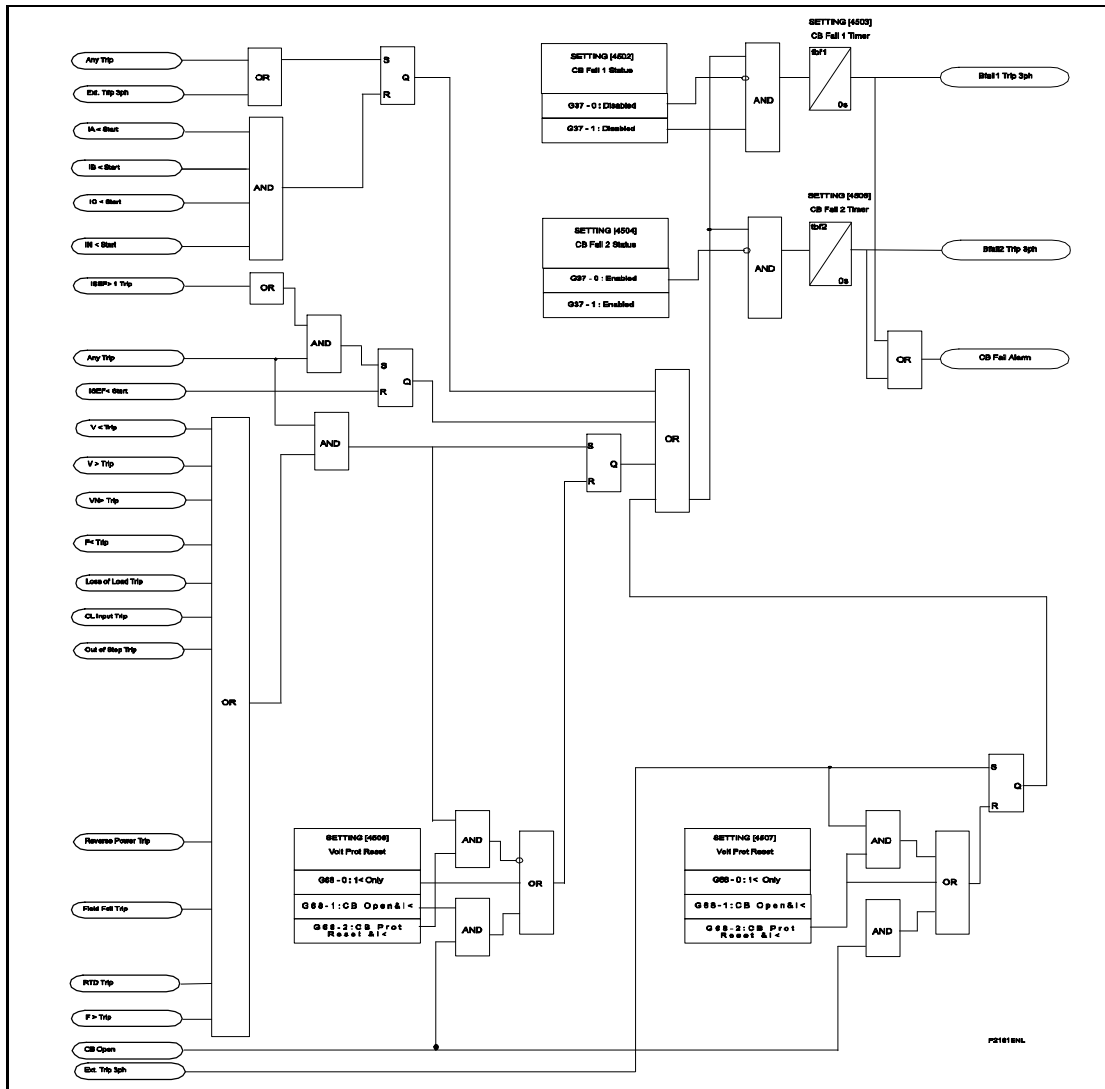 Any Trip
Ext. Trip 3ph
OR
S
Q
R
IA < Start
IB < Start
IC < Start
IN < Start
AND
ISEF> 1 Trip
OR
AND
Any Trip
ISEF< Start
S
Q
R
V < Trip
V > Trip
VN> Trip
F< Trip
Loss of Load Trip
CL Input Trip
Out of Step Trip
Reverse Power Trip
Field Fail Trip
RTD Trip
F > Trip
CB Open
Ext. Trip 3ph
OR
AND
S
Q
R
OR
SETTING [4502]
CB Fail 1 Status
G37 - 0 : Disabled
G37 - 1 : Disabled
AND
SETTING [4503]
CB Fail 1 Timer
tbf1
0s
Bfail1 Trip 3ph
SETTING [4504]
CB Fail 2 Status
G37 - 0 : Enabled
G37 - 1 : Enabled
AND
SETTING [4505]
CB Fail 2 Timer
tbf2
0s
Bfail2 Trip 3ph
OR
CB Fail Alarm
SETTING [4506]
Volt Prot Reset
G68 - 0 : 1< Only
G68-1:CB Open&I<
G68-2:CB Prot
Reset &I<
AND
AND
OR
SETTING [4507]
Volt Prot Reset
G68 - 0 : 1< Only
G68-1:CB Open&I<
G68-2:CB Prot
Reset &I<
AND
AND
OR
S
Q
R
P2161ENL